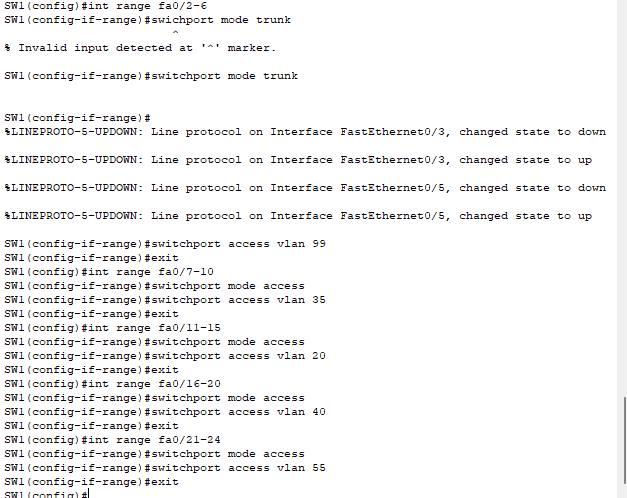 SW1(config)#int range fa0/2-6
SW1(config-if-range)#swichport mode trunk
^
% Invalid input detected at '^' marker.
SW1(config-if-range)#switchport mode trunk
SW1(config-if-range)#
%LINEPROTO-5-UPDOWN: Line protocol on Interface FastEthernet0/3, changed state to down
%LINEPROTO-5-UPDOWN: Line protocol on Interface FastEthernet0/3, changed state to up
%LINEPROTO-5-UPDOWN: Line protocol on Interface FastEthernet0/5, changed state to down
%LINEPROTO-5-UPDOWN: Line protocol on Interface FastEthernet0/5, changed state to up
SW1(config-if-range)#switchport access vlan 99
SW1(config-if-range)#exit
SW1(config)#int range fa0/7-10
SW1(config-if-range)#switchport mode access
SW1(config-if-range)#switchport access vlan 35
SW1(config-if-range)#exit
SW1(config)#int range fa0/11-15
SW1(config-if-range)#switchport mode access
SW1(config-if-range)#switchport access vlan 20
SW1(config-if-range)#exit
SW1(config)#int range fa0/16-20
SW1(config-if-range)#switchport mode access
SW1(config-if-range)#switchport access vlan 40
SW1(config-if-range)#exit
SW1(config)#int range fa0/21-24
SW1(config-if-range)#switchport mode access
SW1(config-if-range)#switchport access vlan 55
SW1(config-if-range)#exit
SW1(config)#